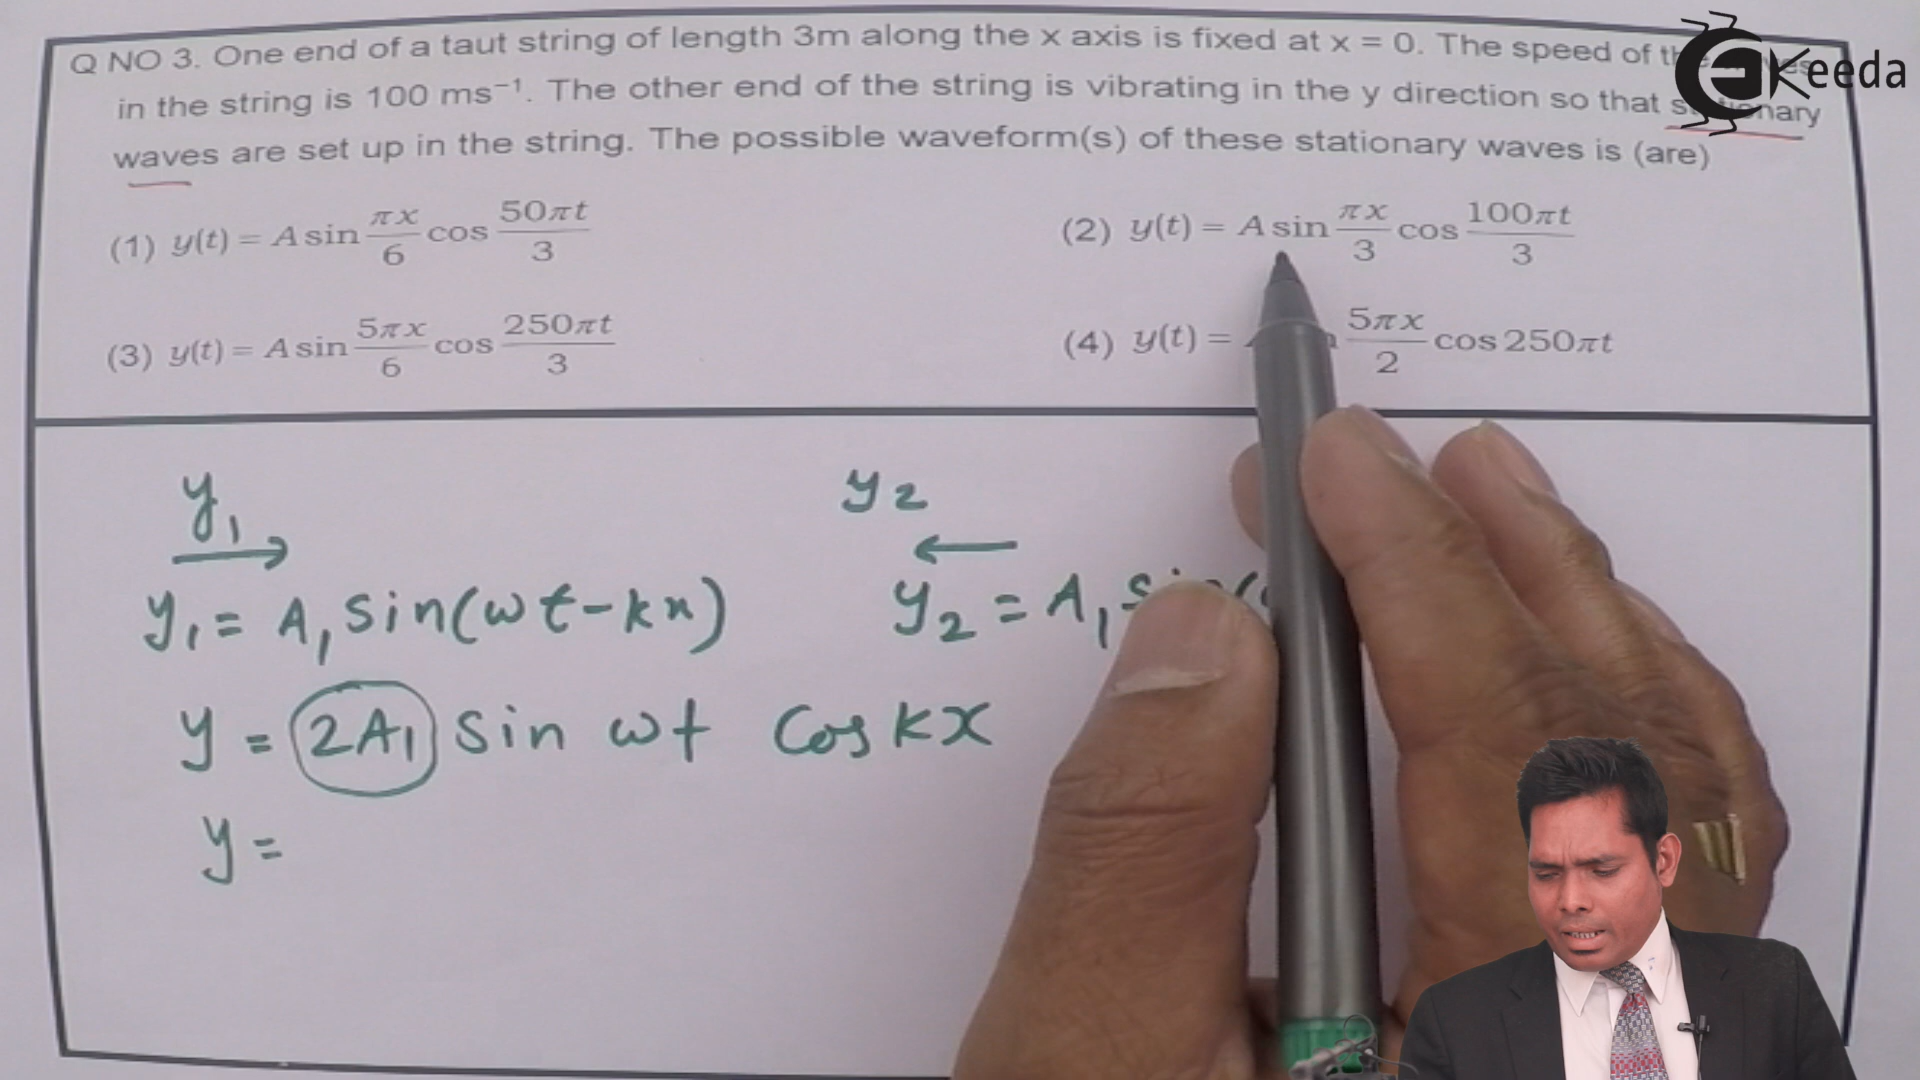 Q NO 3. One end of a taut string of length 3m along the x axis is fixed at x = 0. The speed of
Keeda
in the string is 100 ms⁻¹. The other end of the string is vibrating in the y direction so that
waves are set up in the string. The possible waveform(s) of these stationary waves is (are)
(1) y(t) = A sin πx/6 cos 50πt/3
(2) y(t) = A sin πx/3 cos 100πt/3
(3) y(t) = A sin 5πx/6 cos 250πt/3
(4) y(t) = 5πx/2 cos 250πt
y₁
y₂
y₁ = A₁ sin(ωt-kx)
y₂ = A₁
y = 2A₁ sin ωt cos kx
y =